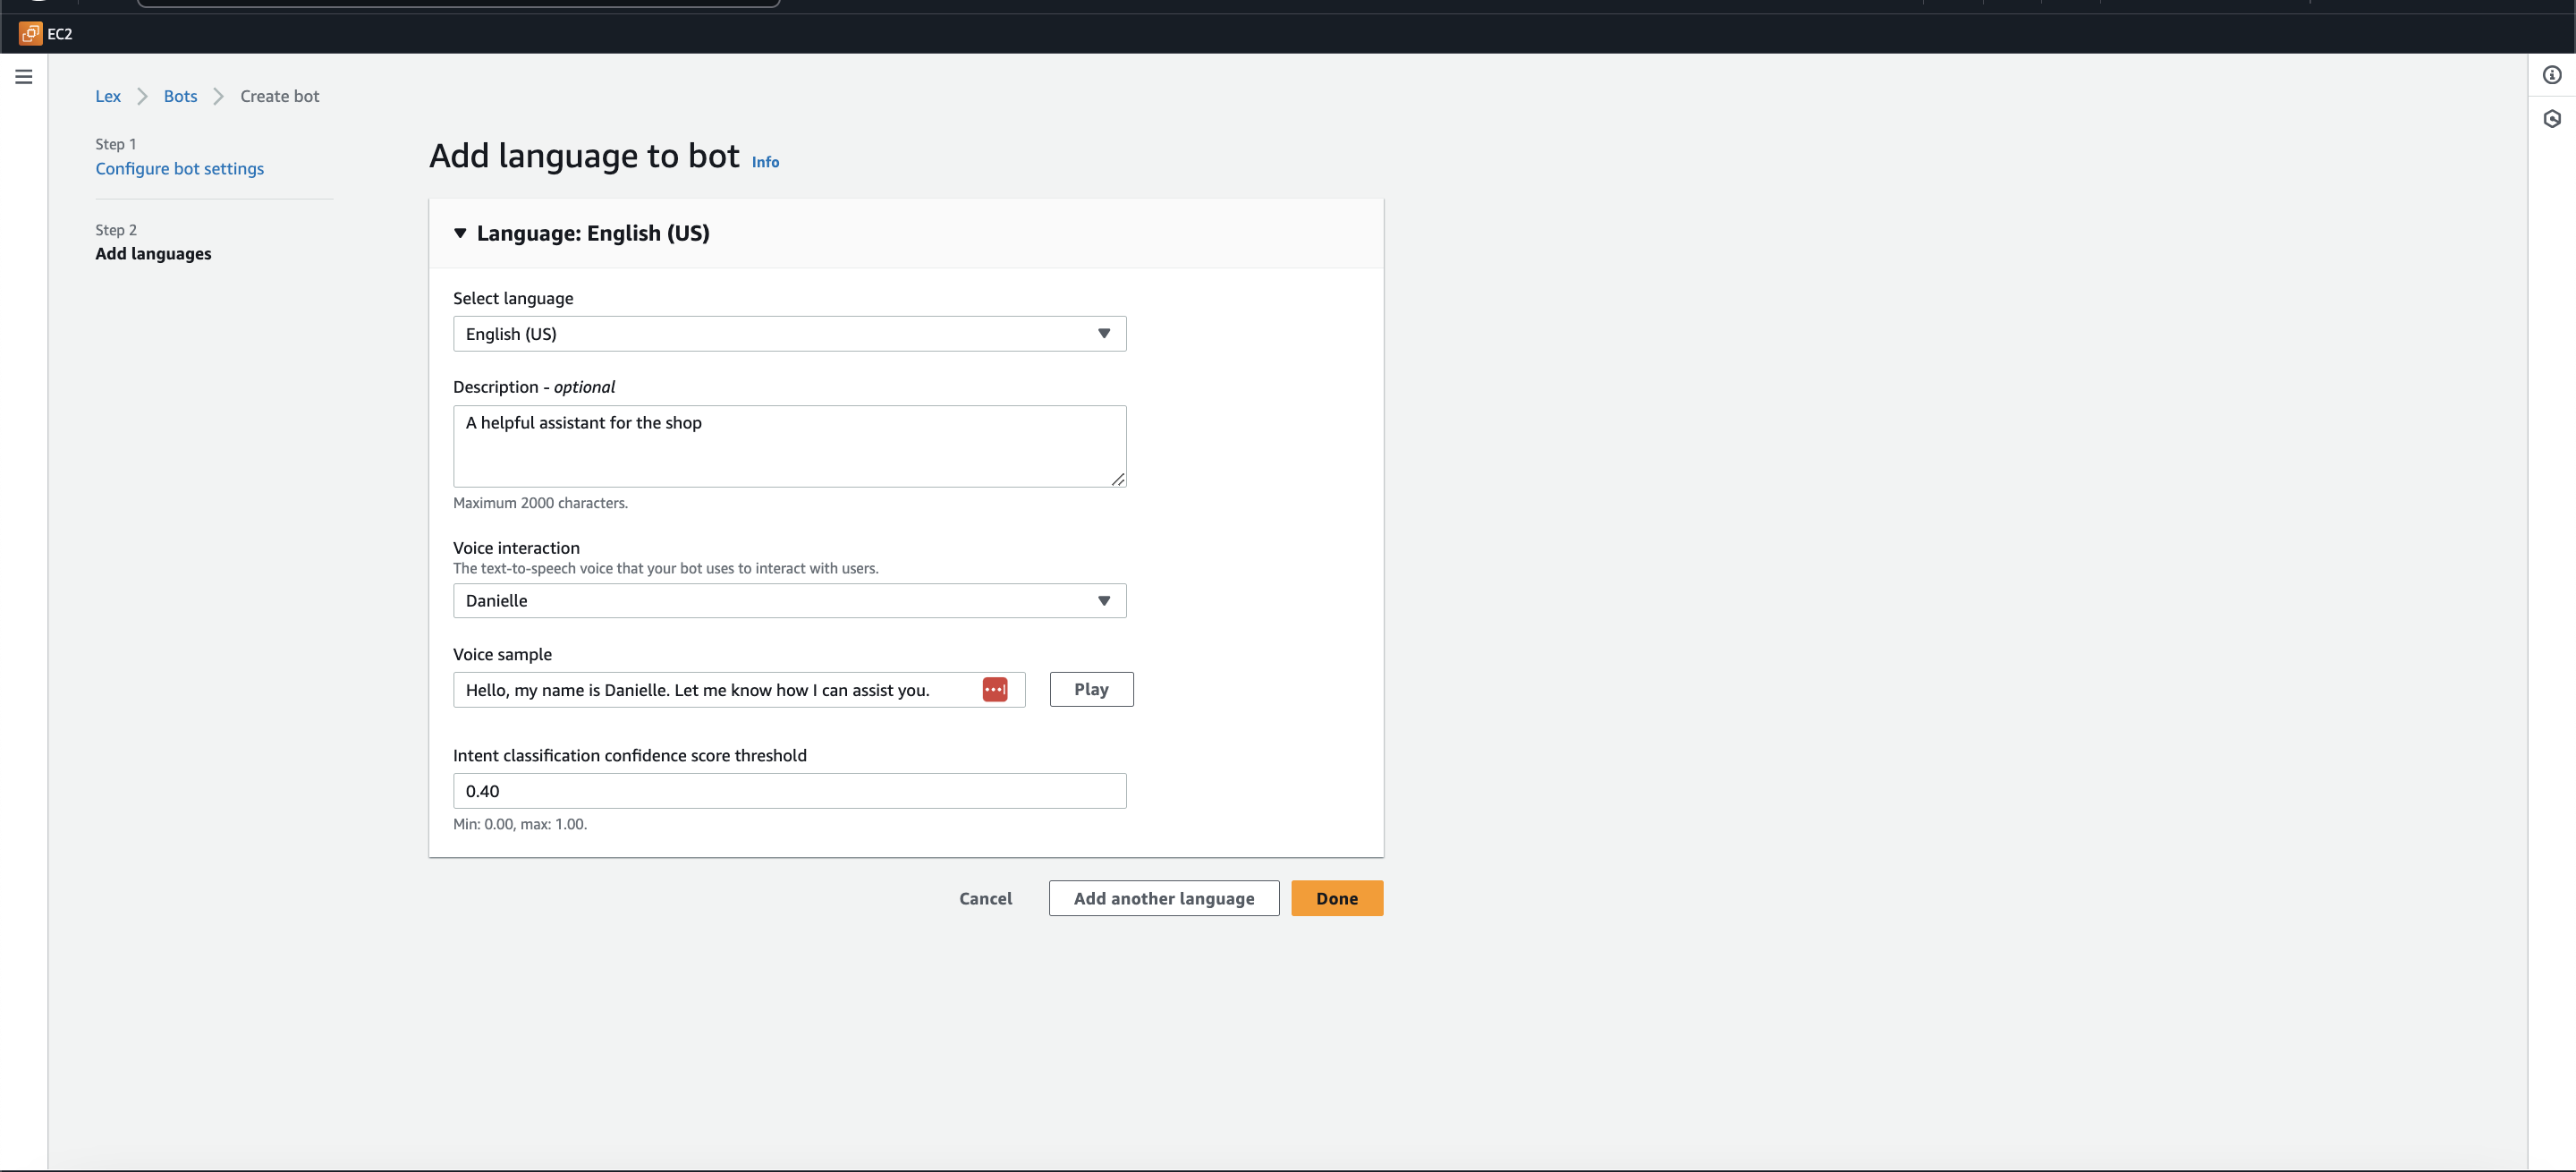 EC2
Lex
Bots
Create bot
Step 1
Configure bot settings
Step 2
Add languages
Add language to bot Info
Language: English (US)
Select language
English (US)
Description - optional
A helpful assistant for the shop
Maximum 2000 characters.
Voice interaction
The text-to-speech voice that your bot uses to interact with users.
Danielle
Voice sample
Hello, my name is Danielle. Let me know how I can assist you.
Play
Intent classification confidence score threshold
0.40
Min: 0.00, max: 1.00.
Cancel
Add another language
Done